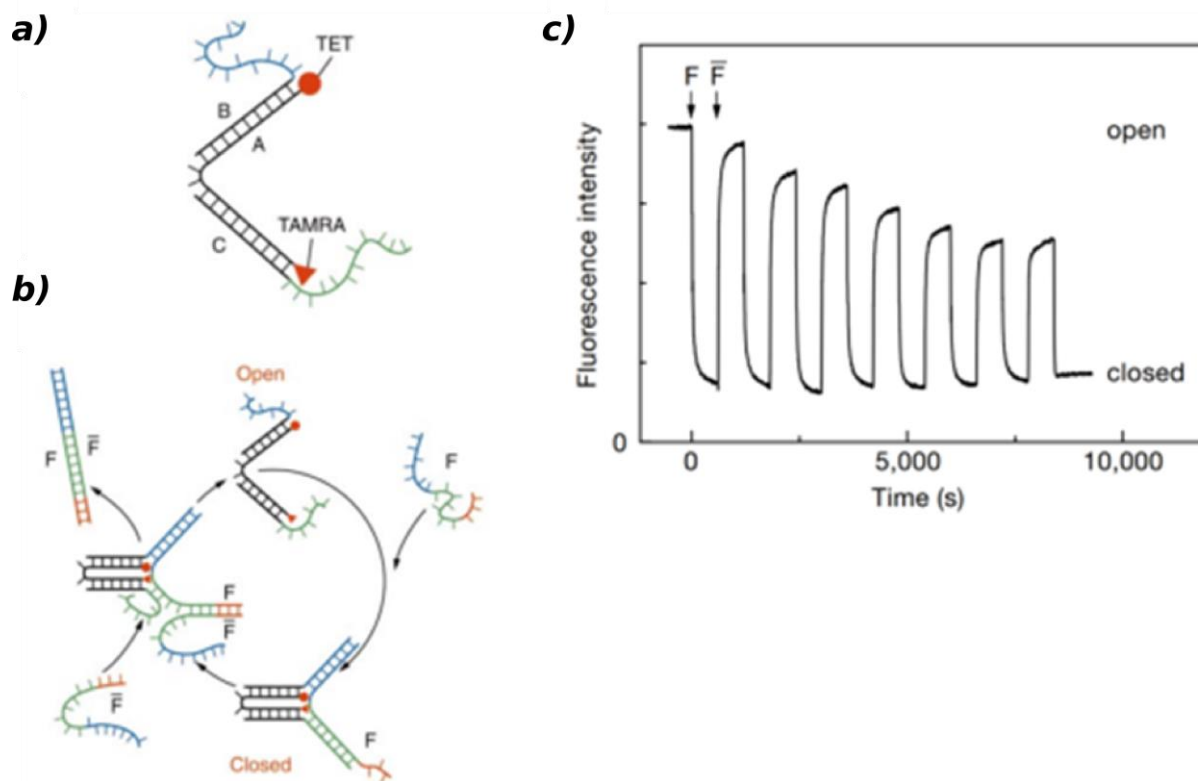 a)
TET
B
A
TAMRA
C
b)
Open
F
F̅
F
F
F̅
F̅
F
Closed
c)
F F̅
open
closed
Fluorescence intensity
0
0 5,000 10,000
Time (s)